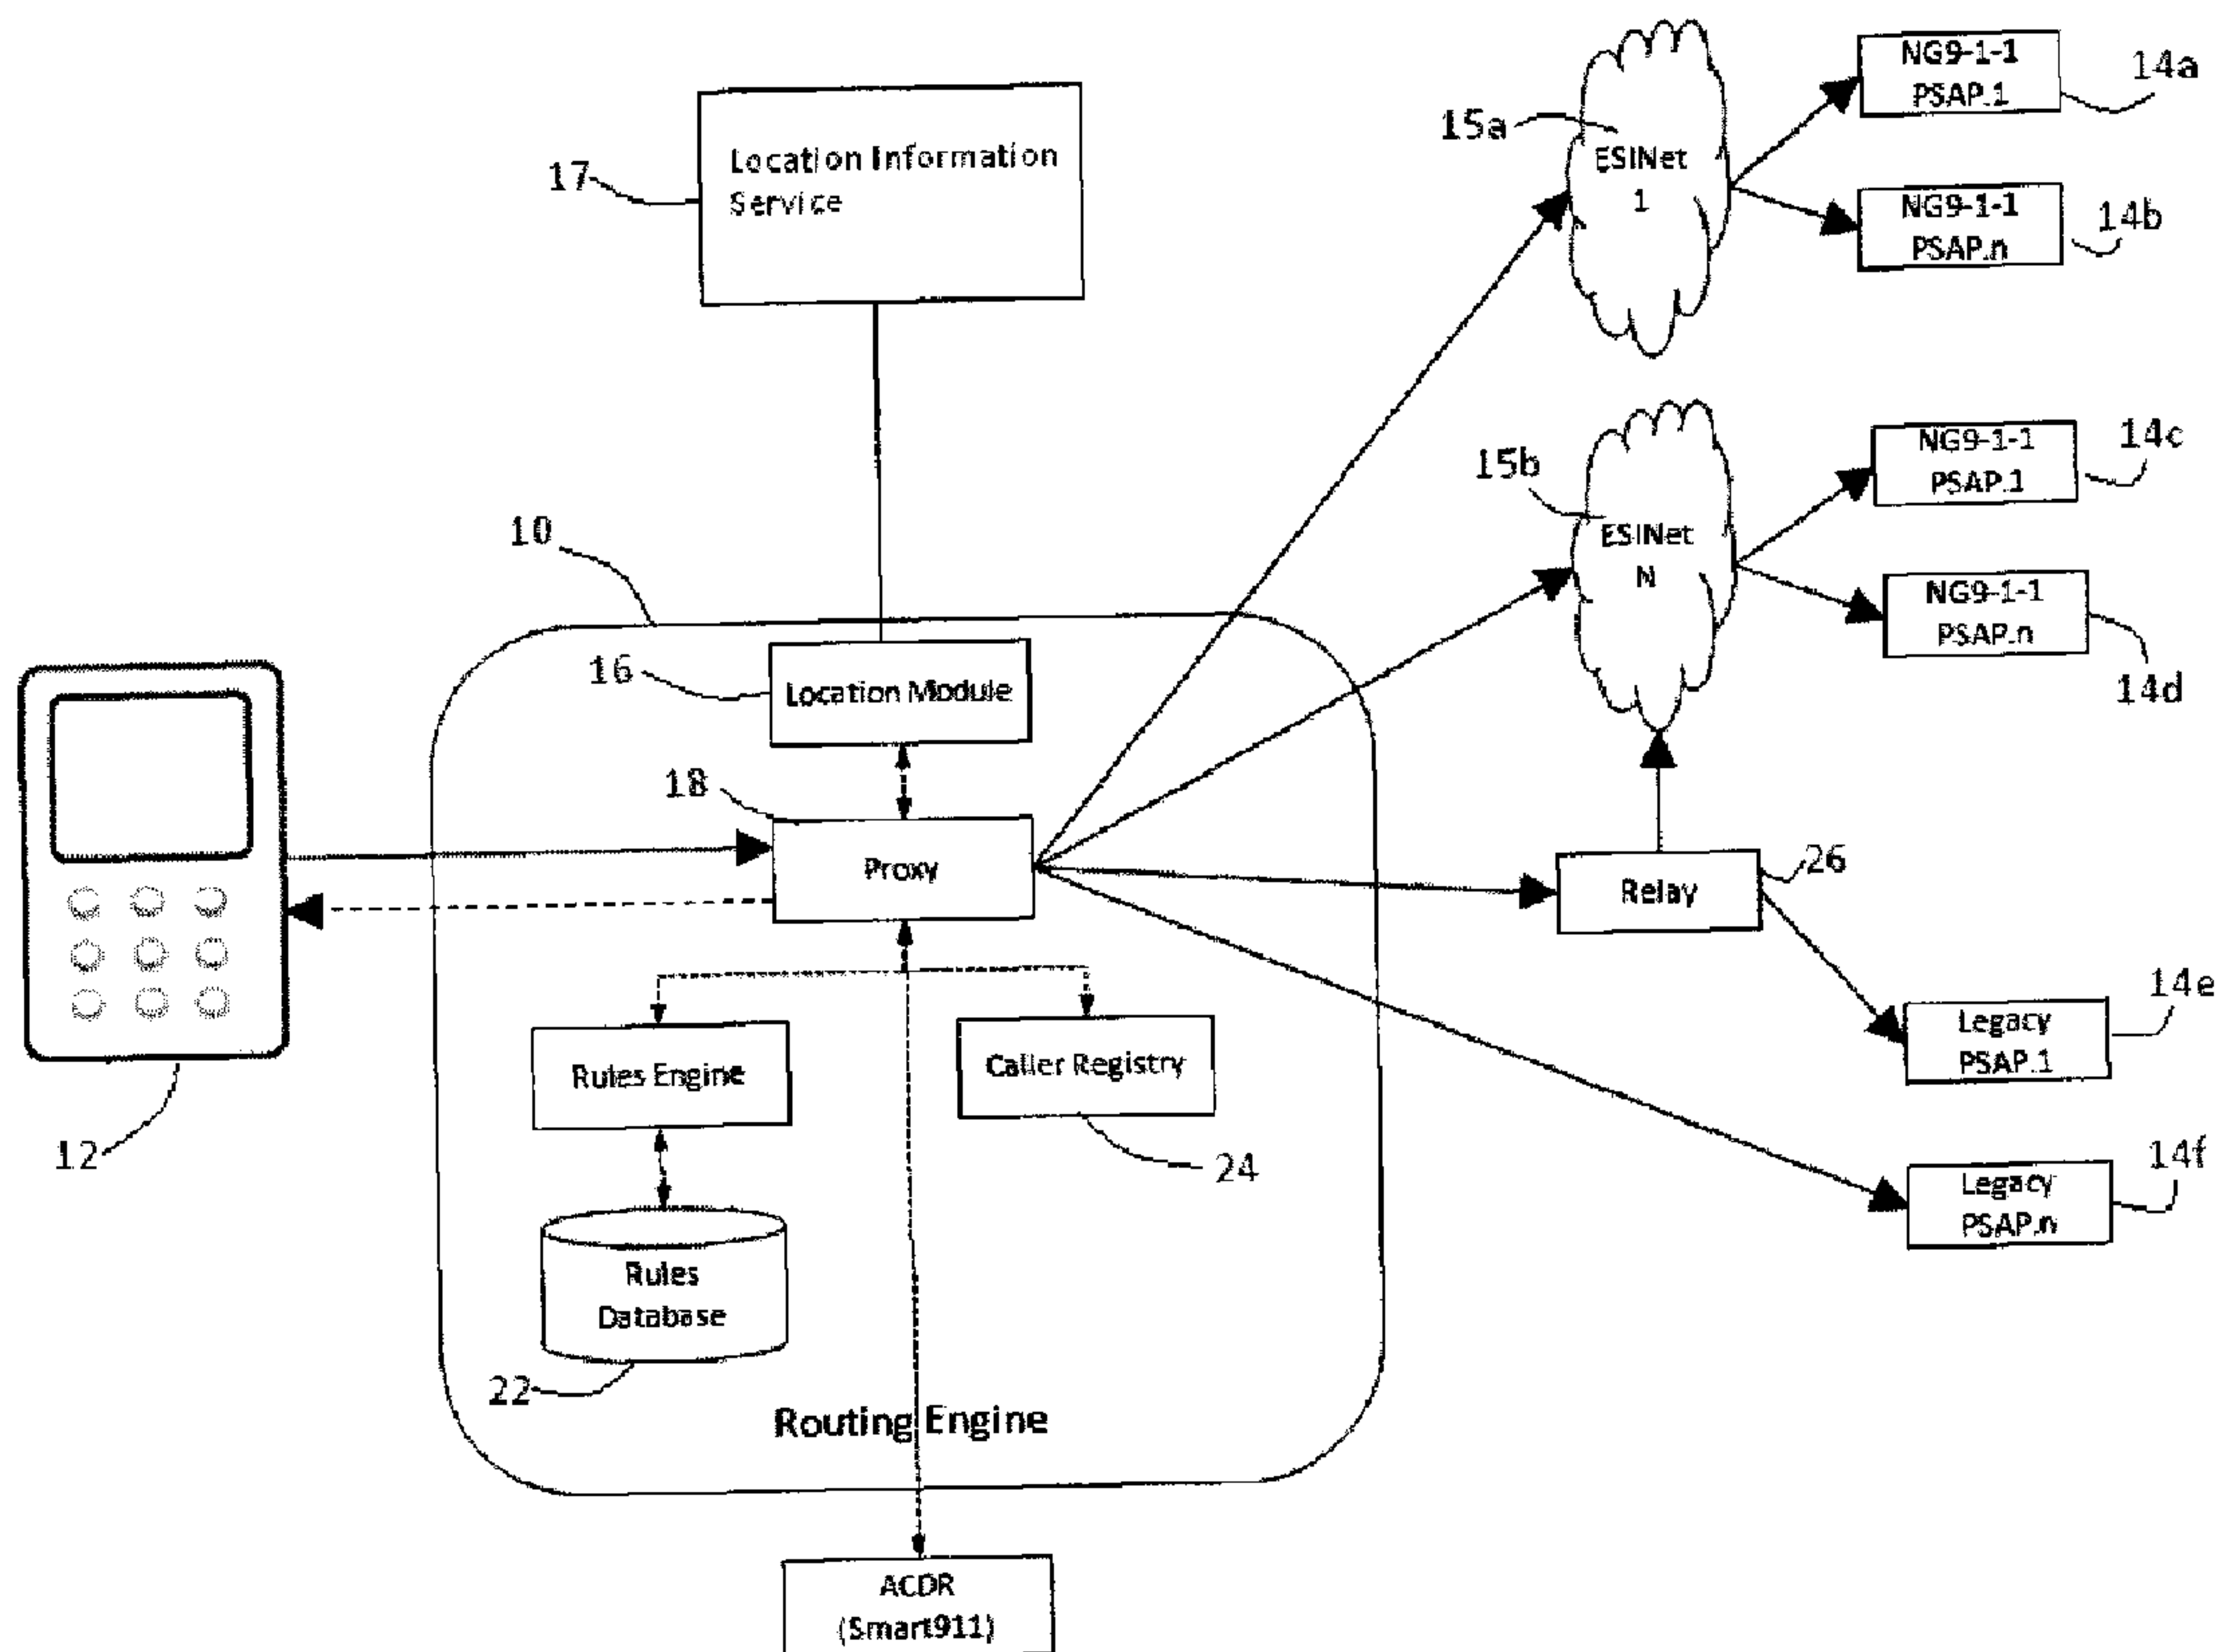 NG9-1-1
PSAP.1
14a
15a
ESINet
1
NG9-1-1
PSAP.n
14b
17
Location Information
Service
NG9-1-1
PSAP.1
14c
15b
ESINet
N
NG9-1-1
PSAP.n
14d
10
16
Location Module
18
Proxy
Relay
26
12
Rules Engine
Caller Registry
24
Legacy
PSAP.1
14e
Legacy
PSAP.n
14f
Rules
Database
22
Routing Engine
ACDR
(Smart911)